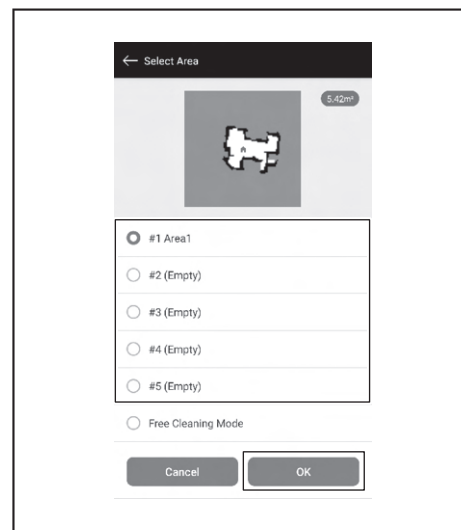 ← Select Area
5.42m²
#1 Area1
#2 (Empty)
#3 (Empty)
#4 (Empty)
#5 (Empty)
Free Cleaning Mode
Cancel OK